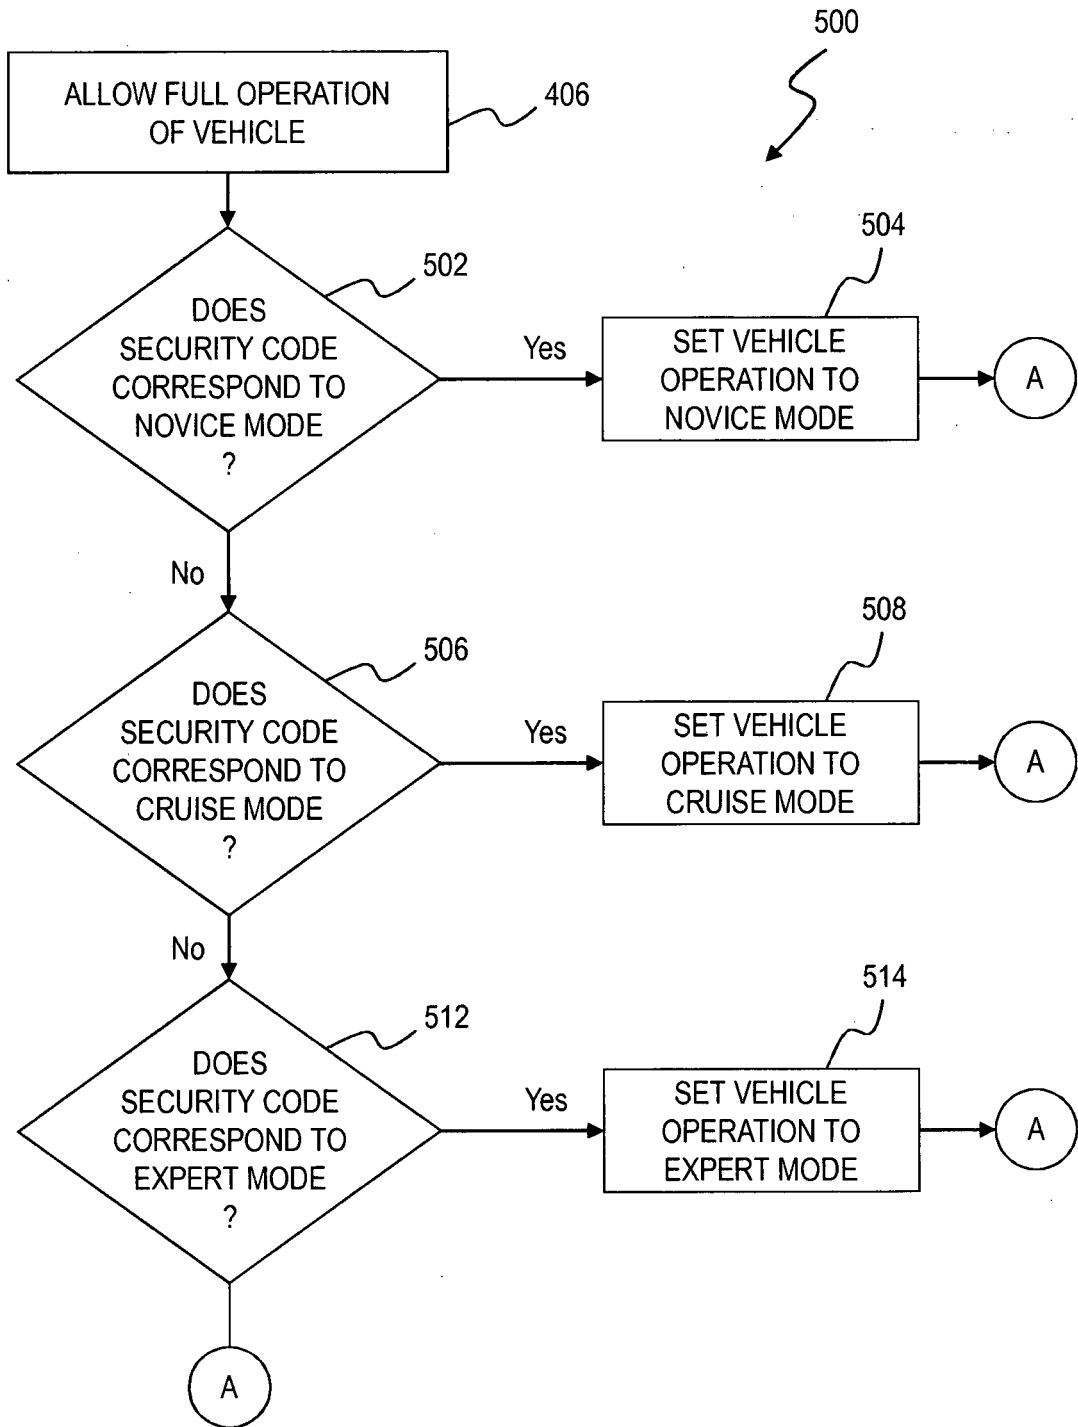 500
ALLOW FULL OPERATION
OF VEHICLE
406
502
DOES
SECURITY CODE
CORRESPOND TO
NOVICE MODE
?
Yes
504
SET VEHICLE
OPERATION TO
NOVICE MODE
A
No
506
DOES
SECURITY CODE
CORRESPOND TO
CRUISE MODE
?
Yes
508
SET VEHICLE
OPERATION TO
CRUISE MODE
A
No
512
DOES
SECURITY CODE
CORRESPOND TO
EXPERT MODE
?
Yes
514
SET VEHICLE
OPERATION TO
EXPERT MODE
A
A